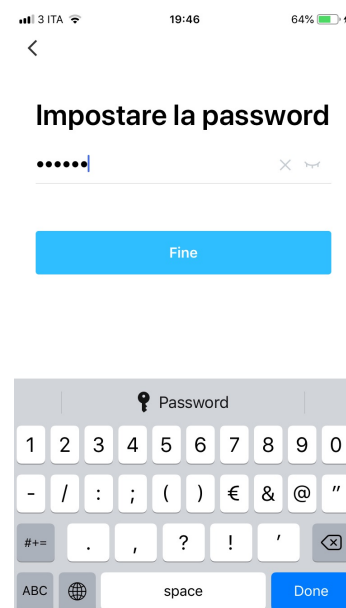 3 ITA 19:46 64%
Impostare la password
••••••
Fine
Password
1 2 3 4 5 6 7 8 9 0
- / : ; ( ) € & @ "
#+= . , ? ! '
ABC space Done